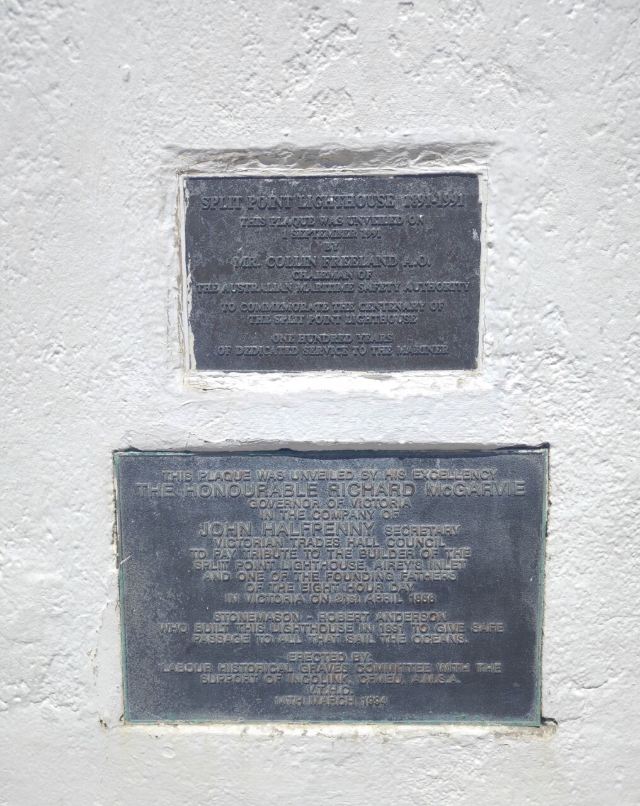 SPLIT POINT LIGHTHOUSE 1891-1991
THIS PLAQUE WAS UNVEILED ON
1 SEPTEMBER 1991
BY
MR. COLLIN FREELAND A.O.
CHAIRMAN OF
THE AUSTRALIAN MARITIME SAFETY AUTHORITY
TO COMMEMORATE THE CENTENARY OF
THE SPLIT POINT LIGHTHOUSE
ONE HUNDRED YEARS
OF DEDICATED SERVICE TO THE MARINER
THIS PLAQUE WAS UNVEILED BY HIS EXCELLENCY
THE HONOURABLE RICHARD McGARVIE
GOVERNOR OF VICTORIA
IN THE COMPANY OF
JOHN HALFPENNY SECRETARY
VICTORIAN TRADES HALL COUNCIL
TO PAY TRIBUTE TO THE BUILDER OF THE
SPLIT POINT LIGHTHOUSE, AIREY'S INLET
AND ONE OF THE FOUNDING FATHERS
OF THE EIGHT HOUR DAY
IN VICTORIA ON 21st APRIL 1856
STONEMASON - ROBERT ANDERSON
WHO BUILT THIS LIGHTHOUSE IN 1891 TO GIVE SAFE
PASSAGE TO ALL THAT SAIL THE OCEANS.
ERECTED BY:
LABOUR HISTORICAL GRAVES COMMITTEE WITH THE
SUPPORT OF INCOLINK, CFMEU, A.M.S.A.
V.T.H.C.
14TH MARCH 1994